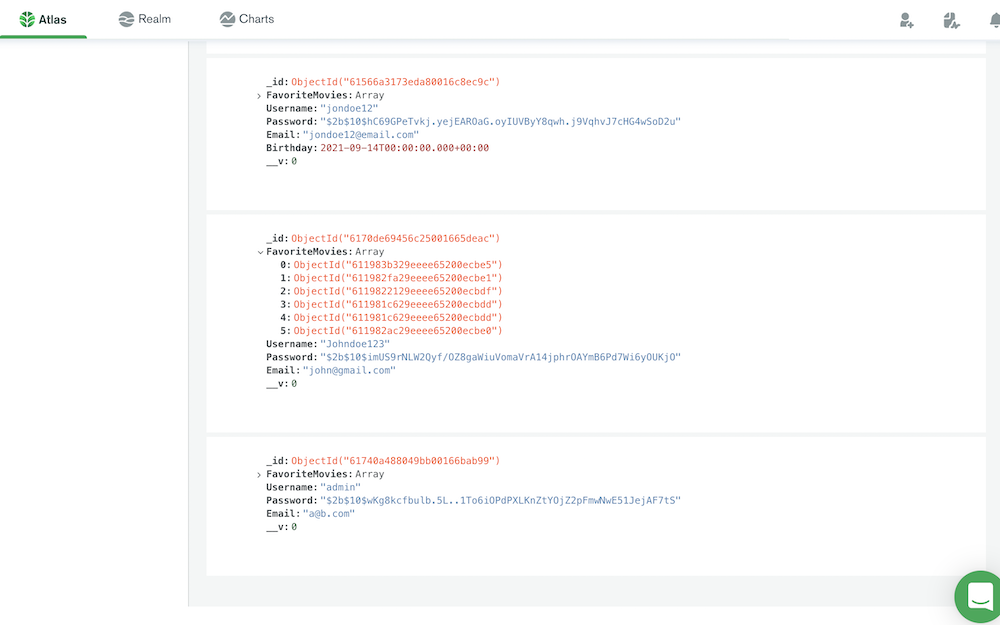 Atlas
Realm
Charts
_id: ObjectId("61566a3173eda80016c8ec9c")
FavoriteMovies: Array
Username: "jondoe12"
Password: "$2b$10$hC69GPeTvkj.yejEAROaG.oyIUVByY8qwh.j9VqhvJ7cHG4wSoD2u"
Email: "jondoe12@email.com"
Birthday: 2021-09-14T00:00:00.000+00:00
__v: 0
_id: ObjectId("6170de69456c25001665deac")
FavoriteMovies: Array
0: ObjectId("611983b329eeee65200ecbe5")
1: ObjectId("611982fa29eeee65200ecbe1")
2: ObjectId("6119822129eeee65200ecbdf")
3: ObjectId("611981c629eeee65200ecbdd")
4: ObjectId("611981c629eeee65200ecbdd")
5: ObjectId("611982ac29eeee65200ecbe0")
Username: "Johndoe123"
Password: "$2b$10$imUS9rNLW2Qyf/OZ8gaWiuVomaVrA14jphrOAYmB6Pd7Wi6yOUKjO"
Email: "john@gmail.com"
__v: 0
_id: ObjectId("61740a488049bb00166bab99")
FavoriteMovies: Array
Username: "admin"
Password: "$2b$10$wKg8kcfbulb.5L..1To6iOPdPXLKnZtYOjZ2pFmwNwE51JejAF7tS"
Email: "a@b.com"
__v: 0